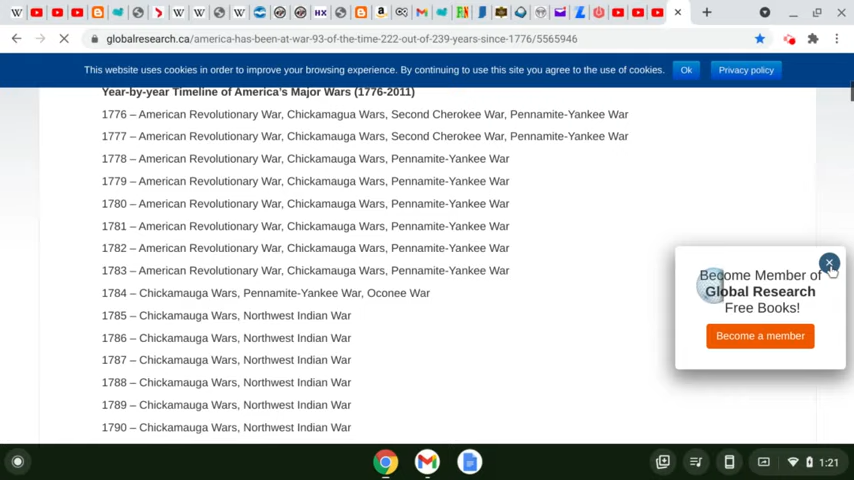 globalresearch.ca/america-has-been-at-war-93-of-the-time-222-out-of-239-years-since-1776/5565946
This website uses cookies in order to improve your browsing experience. By continuing to use this site you agree to the use of cookies. Ok Privacy policy
Year-by-year Timeline of America's Major Wars (1776-2011)
1776 – American Revolutionary War, Chickamagua Wars, Second Cherokee War, Pennamite-Yankee War
1777 – American Revolutionary War, Chickamauga Wars, Second Cherokee War, Pennamite-Yankee War
1778 – American Revolutionary War, Chickamauga Wars, Pennamite-Yankee War
1779 – American Revolutionary War, Chickamauga Wars, Pennamite-Yankee War
1780 – American Revolutionary War, Chickamauga Wars, Pennamite-Yankee War
1781 – American Revolutionary War, Chickamauga Wars, Pennamite-Yankee War
1782 – American Revolutionary War, Chickamauga Wars, Pennamite-Yankee War
1783 – American Revolutionary War, Chickamauga Wars, Pennamite-Yankee War
1784 – Chickamauga Wars, Pennamite-Yankee War, Oconee War
1785 – Chickamauga Wars, Northwest Indian War
1786 – Chickamauga Wars, Northwest Indian War
1787 – Chickamauga Wars, Northwest Indian War
1788 – Chickamauga Wars, Northwest Indian War
1789 – Chickamauga Wars, Northwest Indian War
1790 – Chickamauga Wars, Northwest Indian War
Become Member of
Global Research
Free Books!
Become a member
1:21